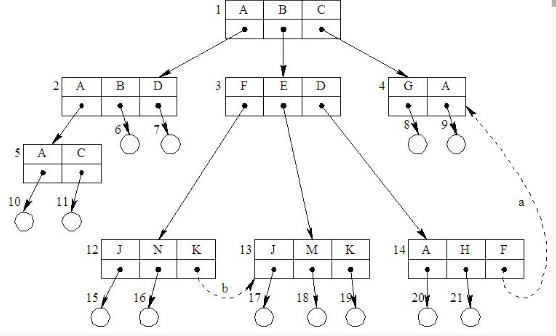 1 A B C
2 A B D 3 F E D 4 G A
6 7 8 9
5 A C
10 11 a
12 J N K 13 J M K 14 A H F
b
15 16 17 18 19 20 21